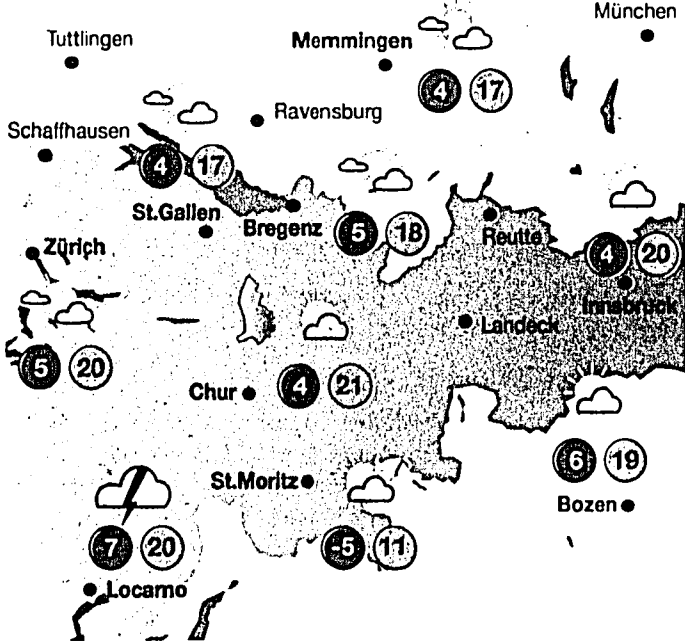 München
Tuttlingen
Memmingen
4 17
Ravensburg
Schaffhausen
4 17
St.Gallen
Bregenz
5 18
Reutte
Zürich
4 20
Innsbruck
Landeck
5 20
Chur
4 21
6 19
St.Moritz
Bozen
7 20
-5 11
Locarno